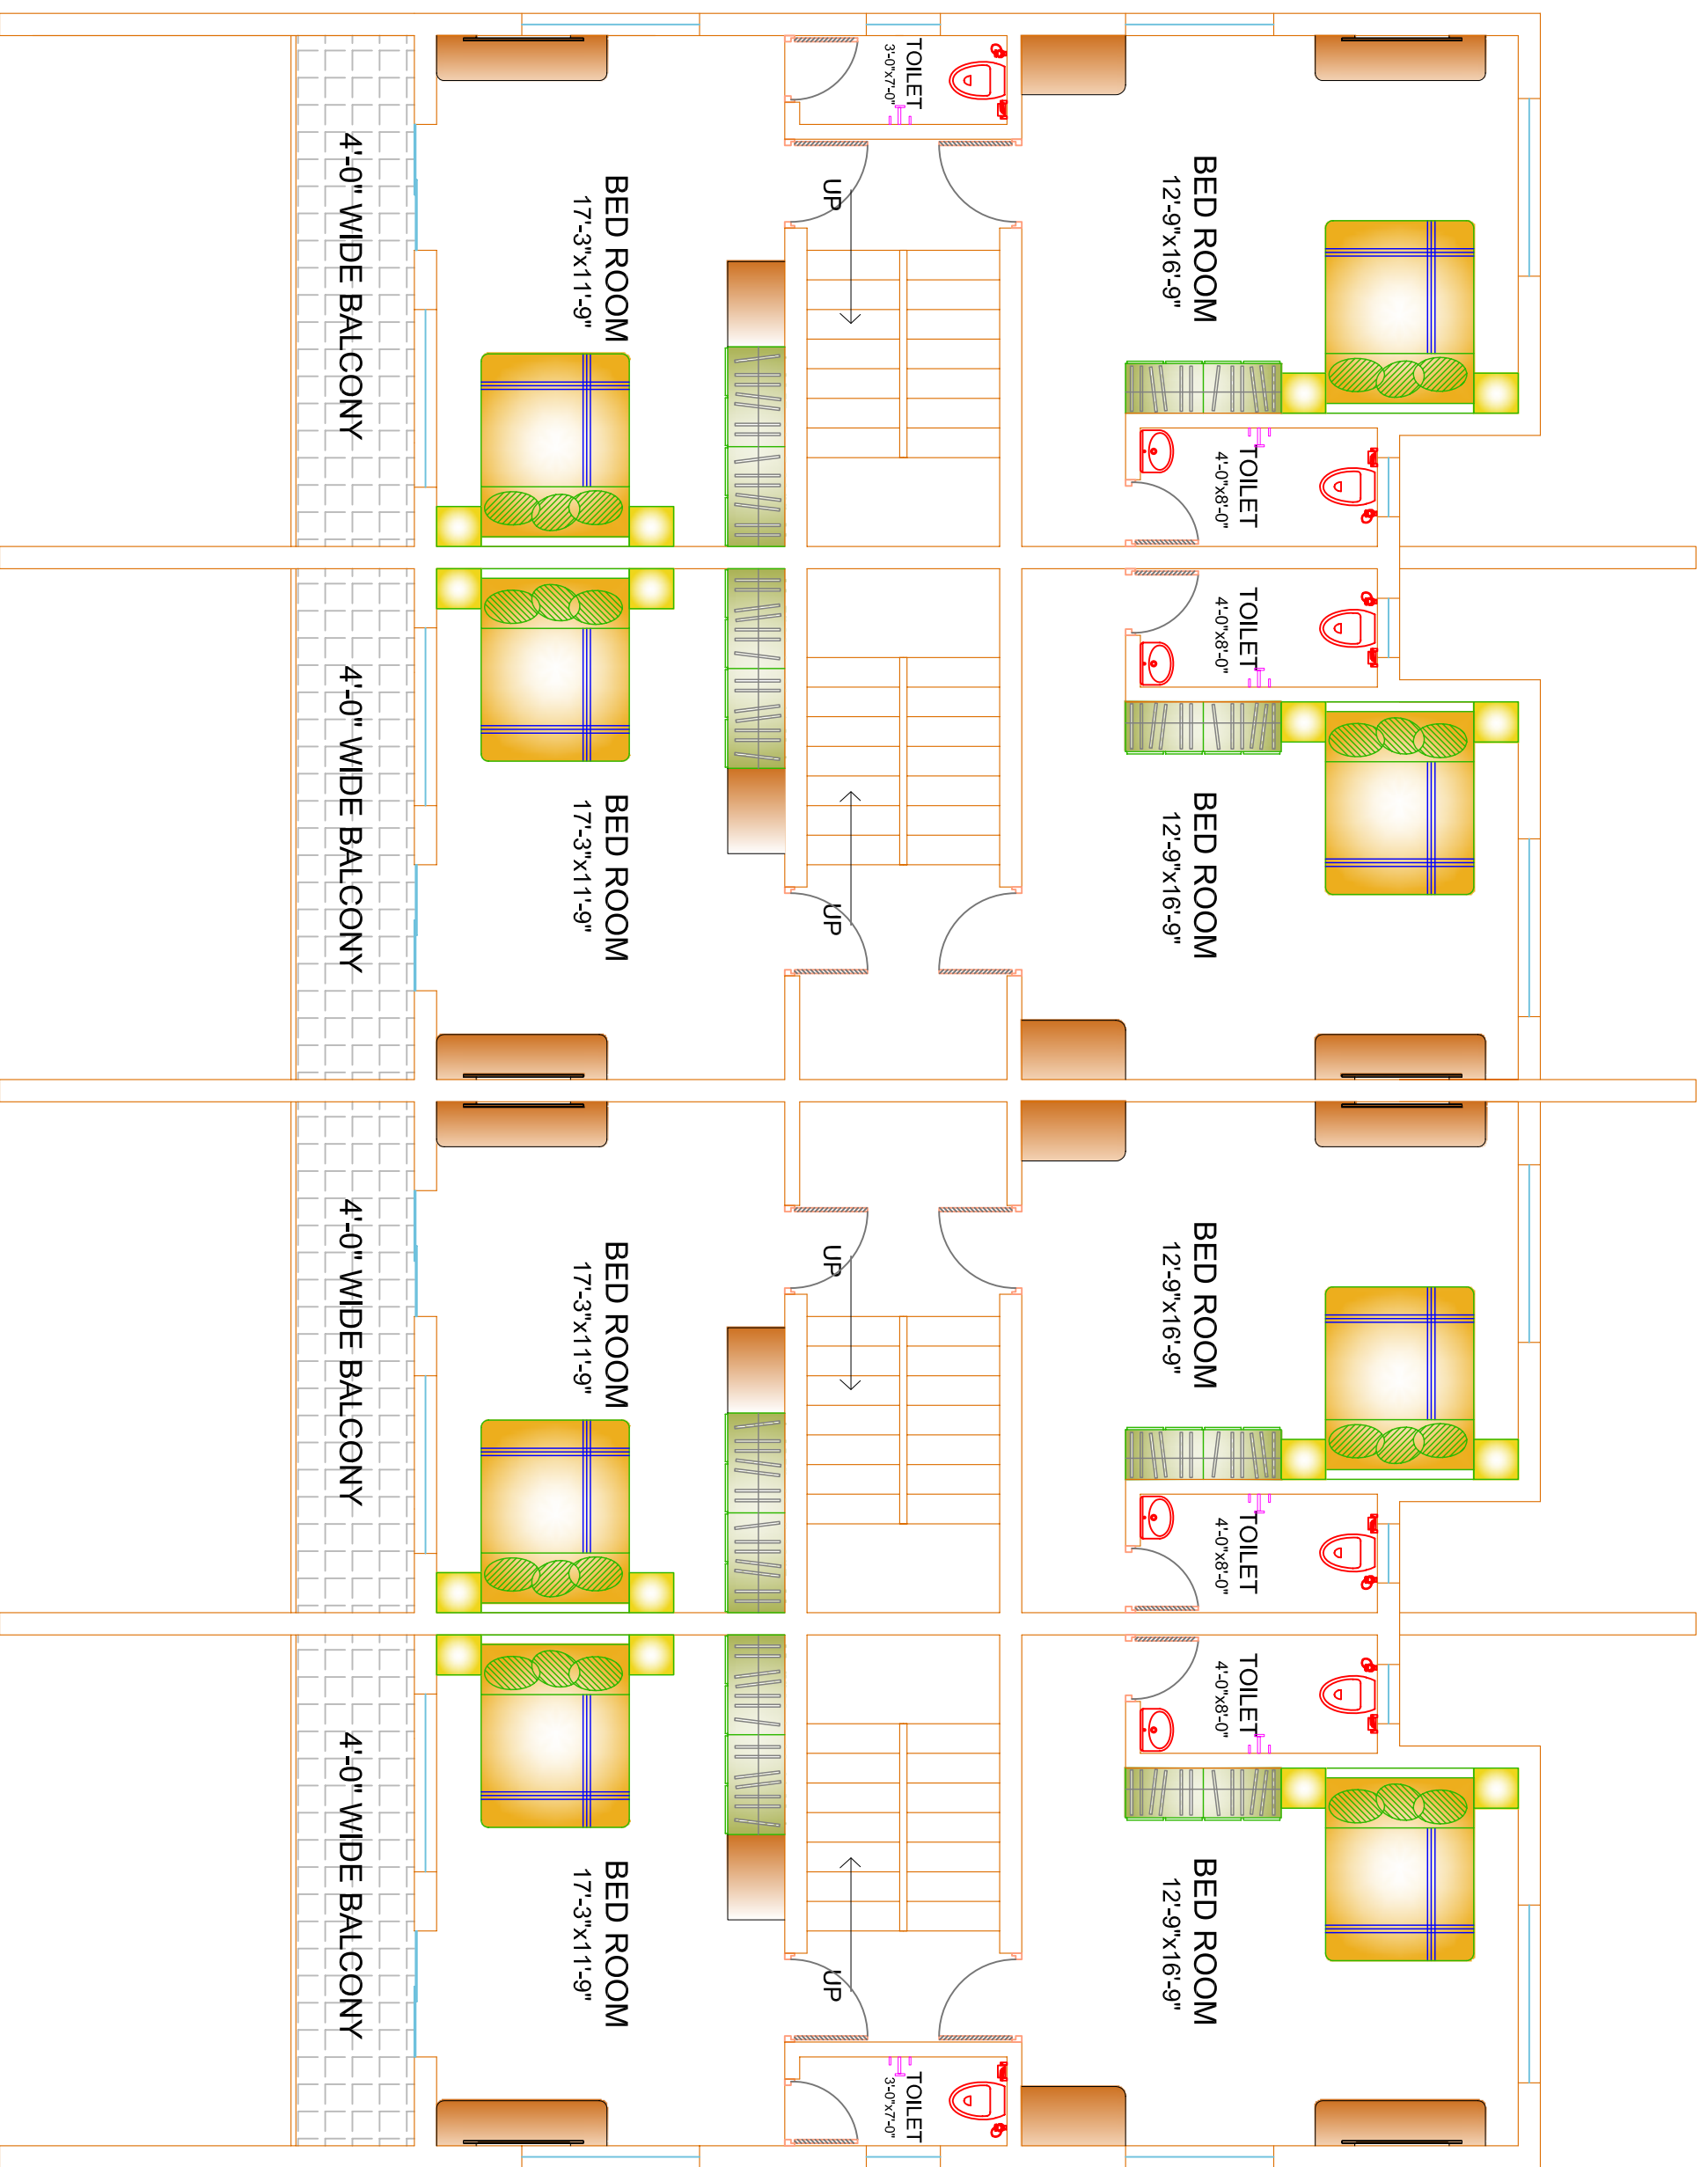 TOILET
4'-0"x8'-0"
TOILET
4'-0"x8'-0"
TOILET
4'-0"x8'-0"
TOILET
4'-0"x8'-0"
BED ROOM
12'-9"x16'-9"
BED ROOM
12'-9"x16'-9"
BED ROOM
12'-9"x16'-9"
BED ROOM
12'-9"x16'-9"
TOILET
3'-0"x7'-0"
TOILET
3'-0"x7'-0"
UP
UP
UP
UP
BED ROOM
17'-3"x11'-9"
BED ROOM
17'-3"x11'-9"
BED ROOM
17'-3"x11'-9"
BED ROOM
17'-3"x11'-9"
4'-0" WIDE BALCONY
4'-0" WIDE BALCONY
4'-0" WIDE BALCONY
4'-0" WIDE BALCONY